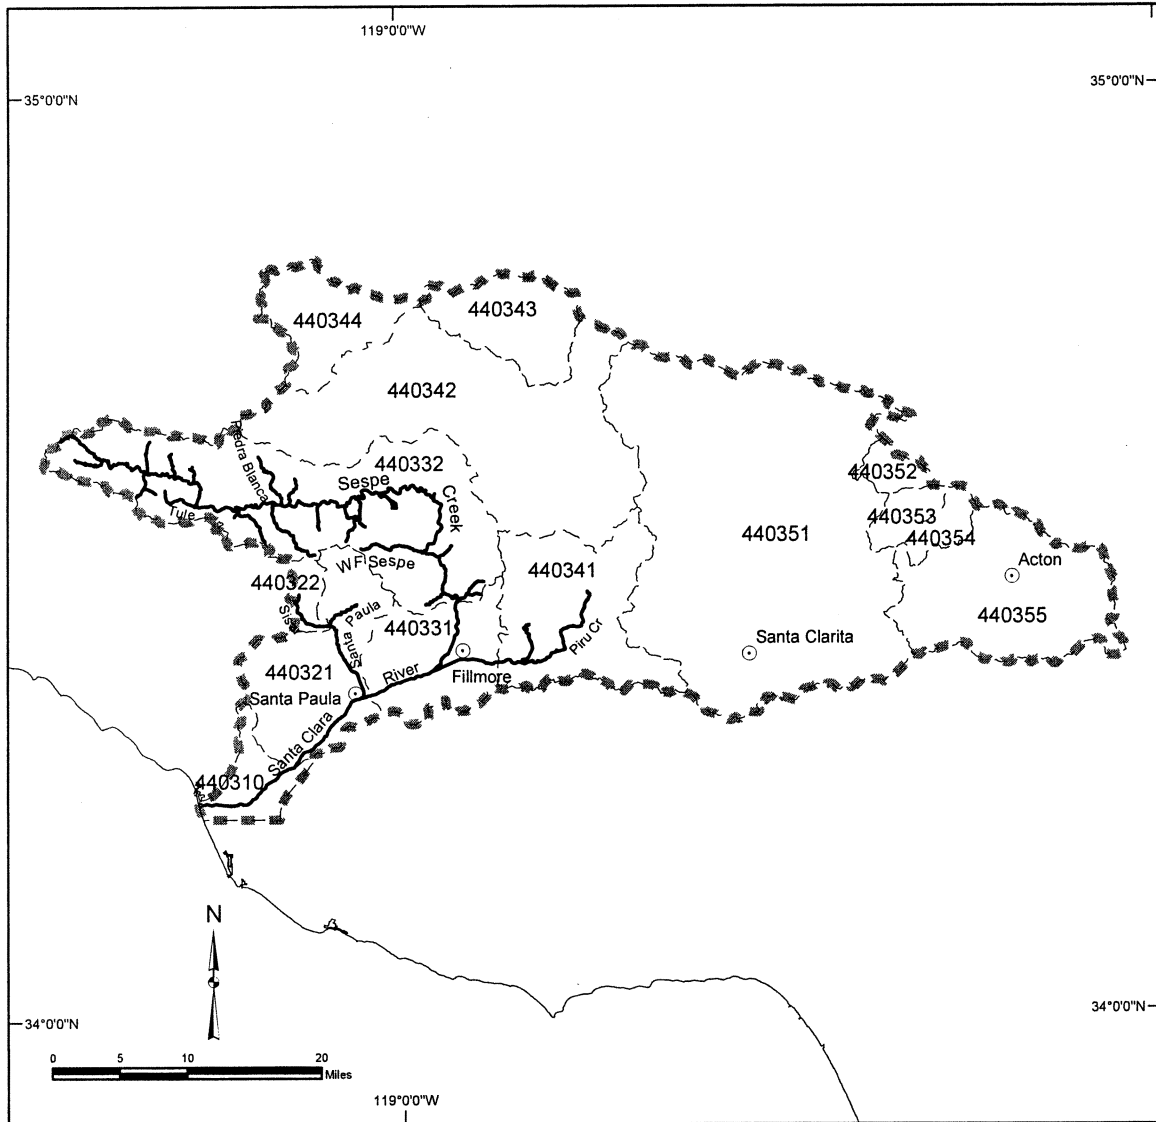 119°0'0"W
35°0'0"N
35°0'0"N
440344
440343
440342
Piedra Blanca
440332
Sespe
Creek
Tule
440352
440353
440354
440351
Acton
W F Sespe
440322
440341
440355
Sis
Paula
Santa
440331
Piru Cr
Santa Clarita
440321
River
Fillmore
Santa Paula
Santa Clara
440310
N
34°0'0"N
34°0'0"N
0 5 10 20
Miles
119°0'0"W